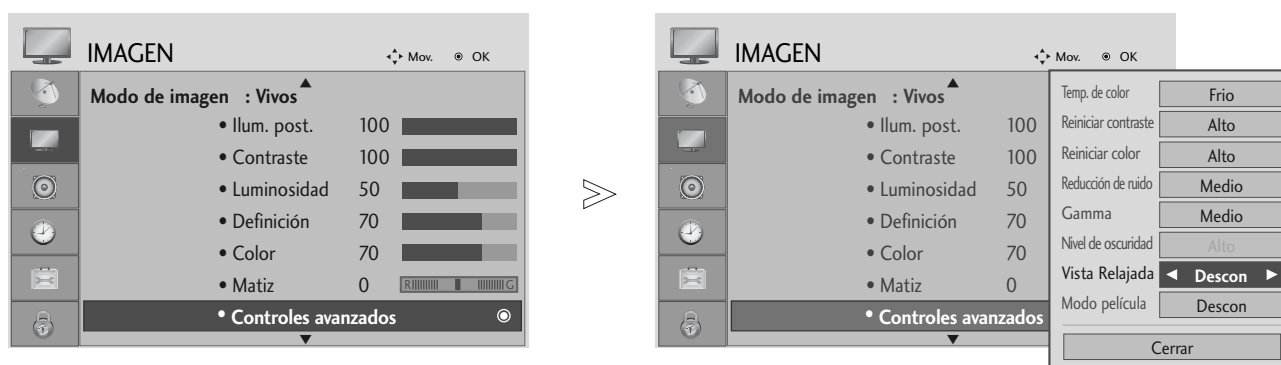 IMAGEN Mov. OK
Modo de imagen : Vivos
• Ilum. post. 100
• Contraste 100
• Luminosidad 50
• Definición 70
• Color 70
• Matiz 0 R G
• Controles avanzados
IMAGEN Mov. OK
Modo de imagen : Vivos
• Ilum. post. 100
• Contraste 100
• Luminosidad 50
• Definición 70
• Color 70
• Matiz 0
• Controles avanzados
Temp. de color Frio
Reiniciar contraste Alto
Reiniciar color Alto
Reducción de ruido Medio
Gamma Medio
Nivel de oscuridad Alto
Vista Relajada ◄ Descon ►
Modo película Descon
Cerrar